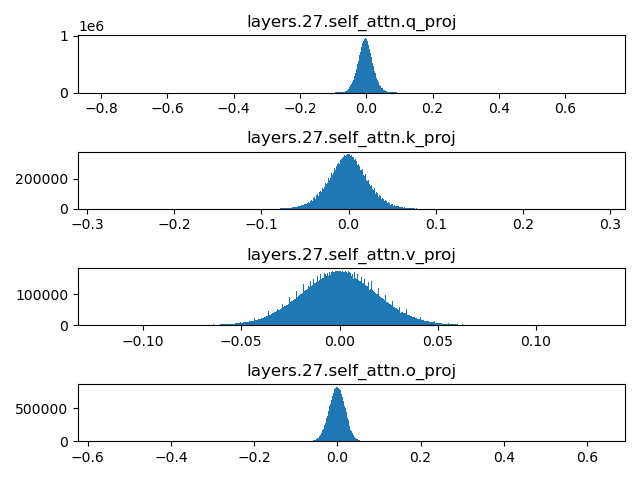 layers.27.self_attn.q_proj
1e6
1
0
−0.8 −0.6 −0.4 −0.2 0.0 0.2 0.4 0.6
layers.27.self_attn.k_proj
200000
0
−0.3 −0.2 −0.1 0.0 0.1 0.2 0.3
layers.27.self_attn.v_proj
100000
0
−0.10 −0.05 0.00 0.05 0.10
layers.27.self_attn.o_proj
500000
0
−0.6 −0.4 −0.2 0.0 0.2 0.4 0.6